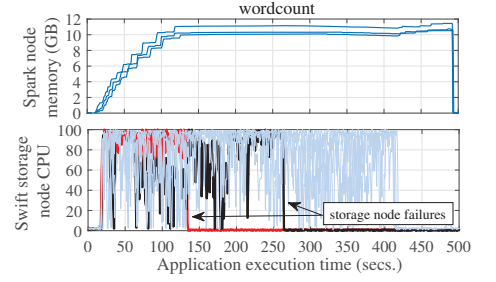 wordcount
Spark node
memory (GB)
12
10
8
6
4
2
0
Swift storage
node CPU
100
80
60
40
20
0
storage node failures
0 50 100 150 200 250 300 350 400 450 500
Application execution time (secs.)